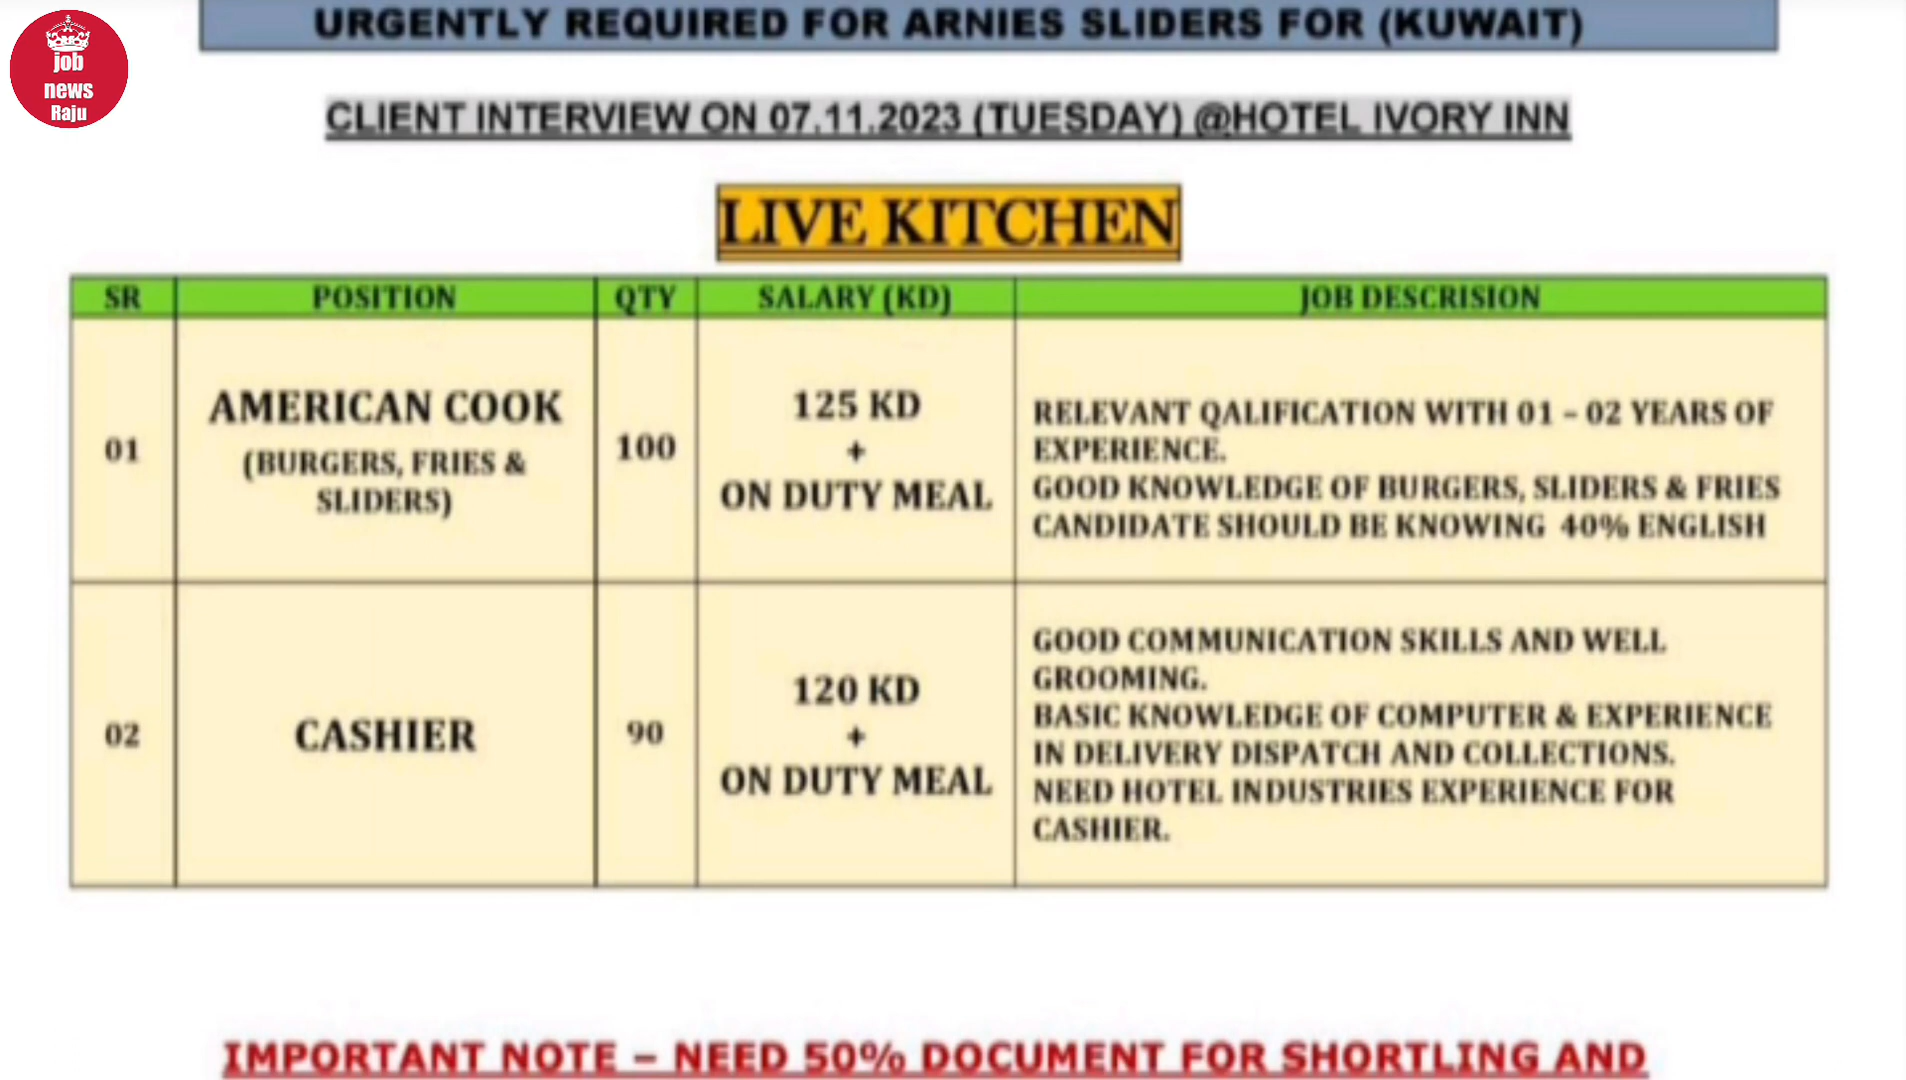 URGENTLY REQUIRED FOR ARNIES SLIDERS FOR (KUWAIT)
job
news
Raju
CLIENT INTERVIEW ON 07.11.2023 (TUESDAY) @HOTEL IVORY INN
LIVE KITCHEN
SR POSITION QTY SALARY (KD) JOB DESCRISION
01
AMERICAN COOK
(BURGERS, FRIES &
SLIDERS)
100
125 KD
+
ON DUTY MEAL
RELEVANT QALIFICATION WITH 01 – 02 YEARS OF
EXPERIENCE.
GOOD KNOWLEDGE OF BURGERS, SLIDERS & FRIES
CANDIDATE SHOULD BE KNOWING 40% ENGLISH
02
CASHIER
90
120 KD
+
ON DUTY MEAL
GOOD COMMUNICATION SKILLS AND WELL
GROOMING.
BASIC KNOWLEDGE OF COMPUTER & EXPERIENCE
IN DELIVERY DISPATCH AND COLLECTIONS.
NEED HOTEL INDUSTRIES EXPERIENCE FOR
CASHIER.
IMPORTANT NOTE – NEED 50% DOCUMENT FOR SHORTLING AND